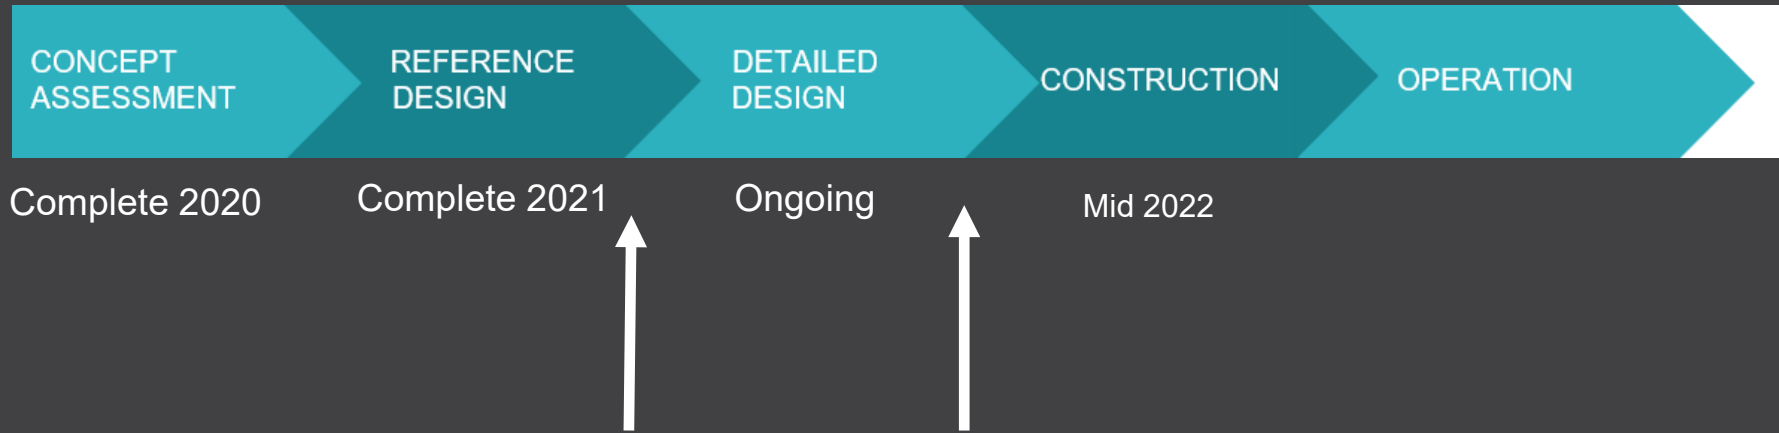 CONCEPT
ASSESSMENT
REFERENCE
DESIGN
DETAILED
DESIGN
CONSTRUCTION
OPERATION
Complete 2020
Complete 2021
Ongoing
Mid 2022